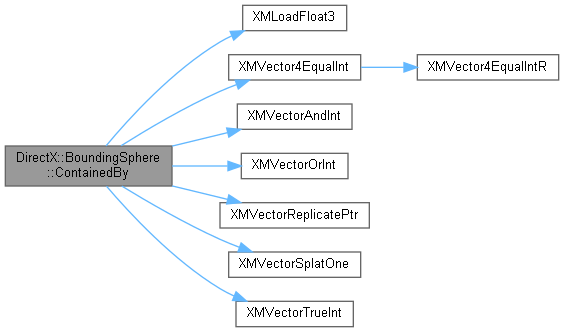 DirectX::BoundingSphere
::ContainedBy
XMLoadFloat3
XMVector4EqualInt
XMVector4EqualIntR
XMVectorAndInt
XMVectorOrInt
XMVectorReplicatePtr
XMVectorSplatOne
XMVectorTrueInt